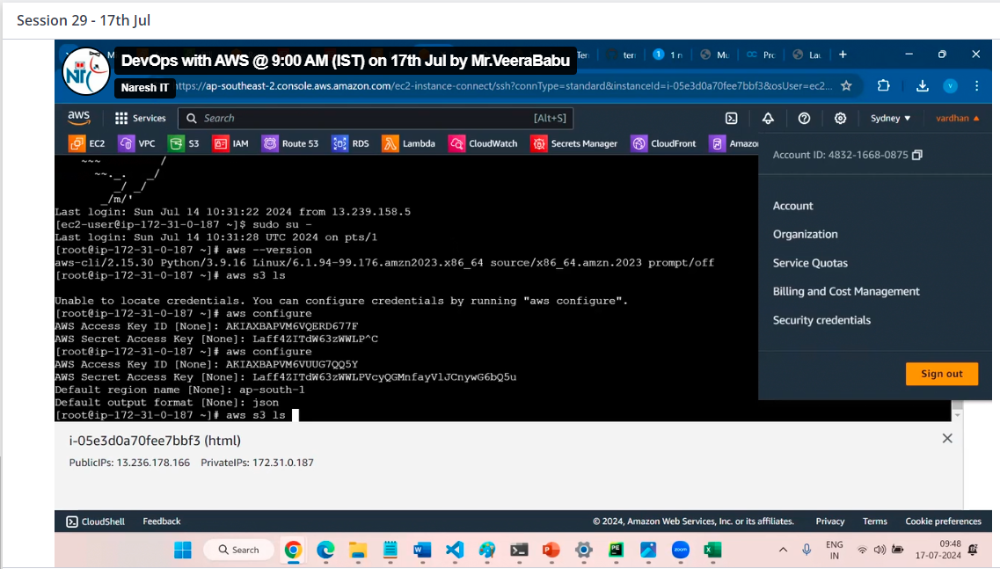 Session 29 - 17th Jul
DevOps with AWS @ 9:00 AM (IST) on 17th Jul by Mr.VeeraBabu
Naresh IT
ttps://ap-southeast-2.console.aws.amazon.com/ec2-instance-connect/ssh?connType=standard&instanceId=i-05e3d0a70fee7bbf3&osUser=ec2...
aws Services Search [Alt+S] Sydney vardhan
EC2 VPC S3 IAM Route 53 RDS Lambda CloudWatch Secrets Manager CloudFront Amazo
Account ID: 4832-1668-0875
Account
Organization
Service Quotas
Billing and Cost Management
Security credentials
Sign out
Last login: Sun Jul 14 10:31:22 2024 from 13.239.158.5
[ec2-user@ip-172-31-0-187 ~]$ sudo su -
Last login: Sun Jul 14 10:31:28 UTC 2024 on pts/1
[root@ip-172-31-0-187 ~]# aws --version
aws-cli/2.15.30 Python/3.9.16 Linux/6.1.94-99.176.amzn2023.x86_64 source/x86_64.amzn.2023 prompt/off
[root@ip-172-31-0-187 ~]# aws s3 ls
Unable to locate credentials. You can configure credentials by running "aws configure".
[root@ip-172-31-0-187 ~]# aws configure
AWS Access Key ID [None]:
AWS Secret Access Key [None]:
[root@ip-172-31-0-187 ~]# aws configure
AWS Access Key ID [None]:
AWS Secret Access Key [None]:
Default region name [None]: ap-south-1
Default output format [None]: json
[root@ip-172-31-0-187 ~]# aws s3 ls
i-05e3d0a70fee7bbf3 (html)
PublicIPs: 13.236.178.166 PrivateIPs: 172.31.0.187
CloudShell Feedback © 2024, Amazon Web Services, Inc. or its affiliates. Privacy Terms Cookie preferences
Search
ENG
IN
09:48
17-07-2024